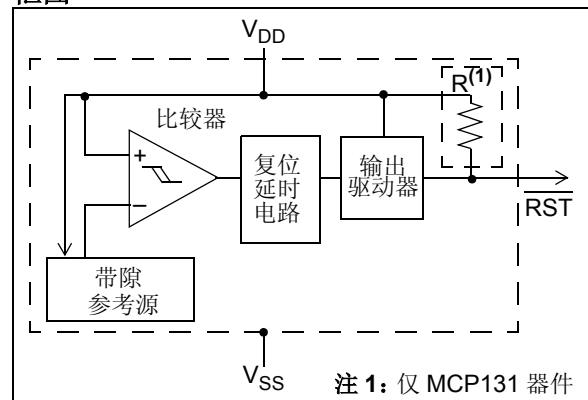 框图
V_DD
R(1)
比较器
+
−
复位
延时
电路
输出
驱动器
RST
带隙
参考源
V_SS
注 1: 仅 MCP131 器件